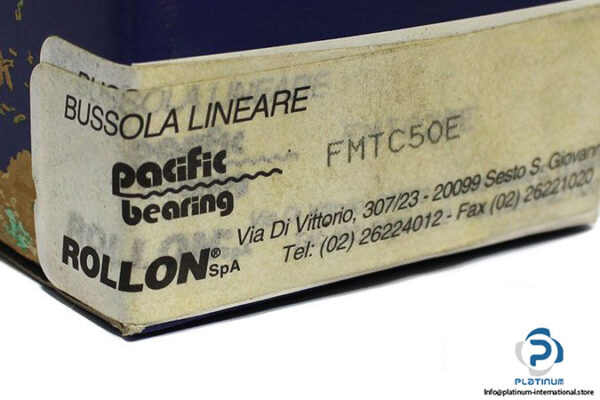 BUSSOLA LINEARE
pacific
bearing
FMTC50E
ROLLON® SpA
Via Di Vittorio, 307/23 - 20099 Sesto S. Giovann
Tel: (02) 26224012 - Fax (02) 26221020
PLATINUM
Info@platinum-international.store